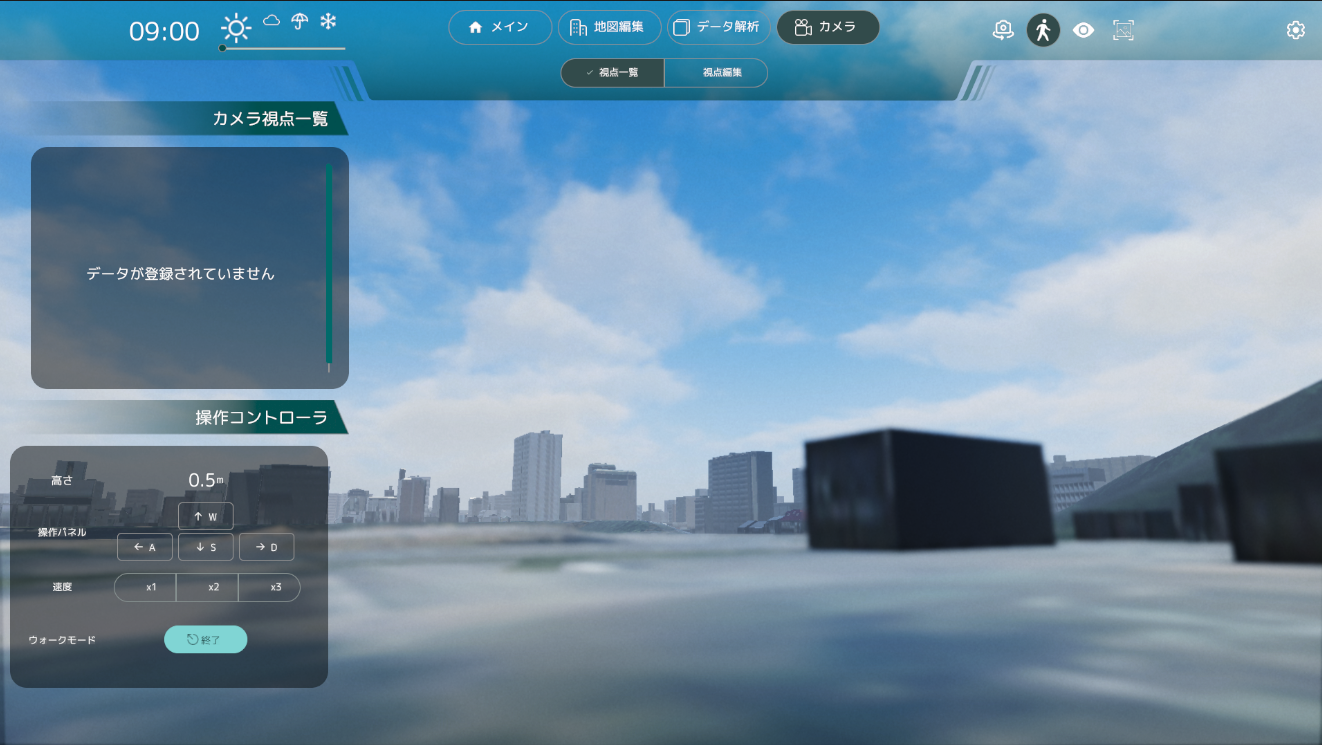 09:00
メイン
地図編集
データ解析
カメラ
視点一覧
視点編集
カメラ視点一覧
データが登録されていません
操作コントローラ
高さ
0.5m
操作パネル
↑ W
← A
↓ S
→ D
速度
x1
x2
x3
ウォークモード
終了